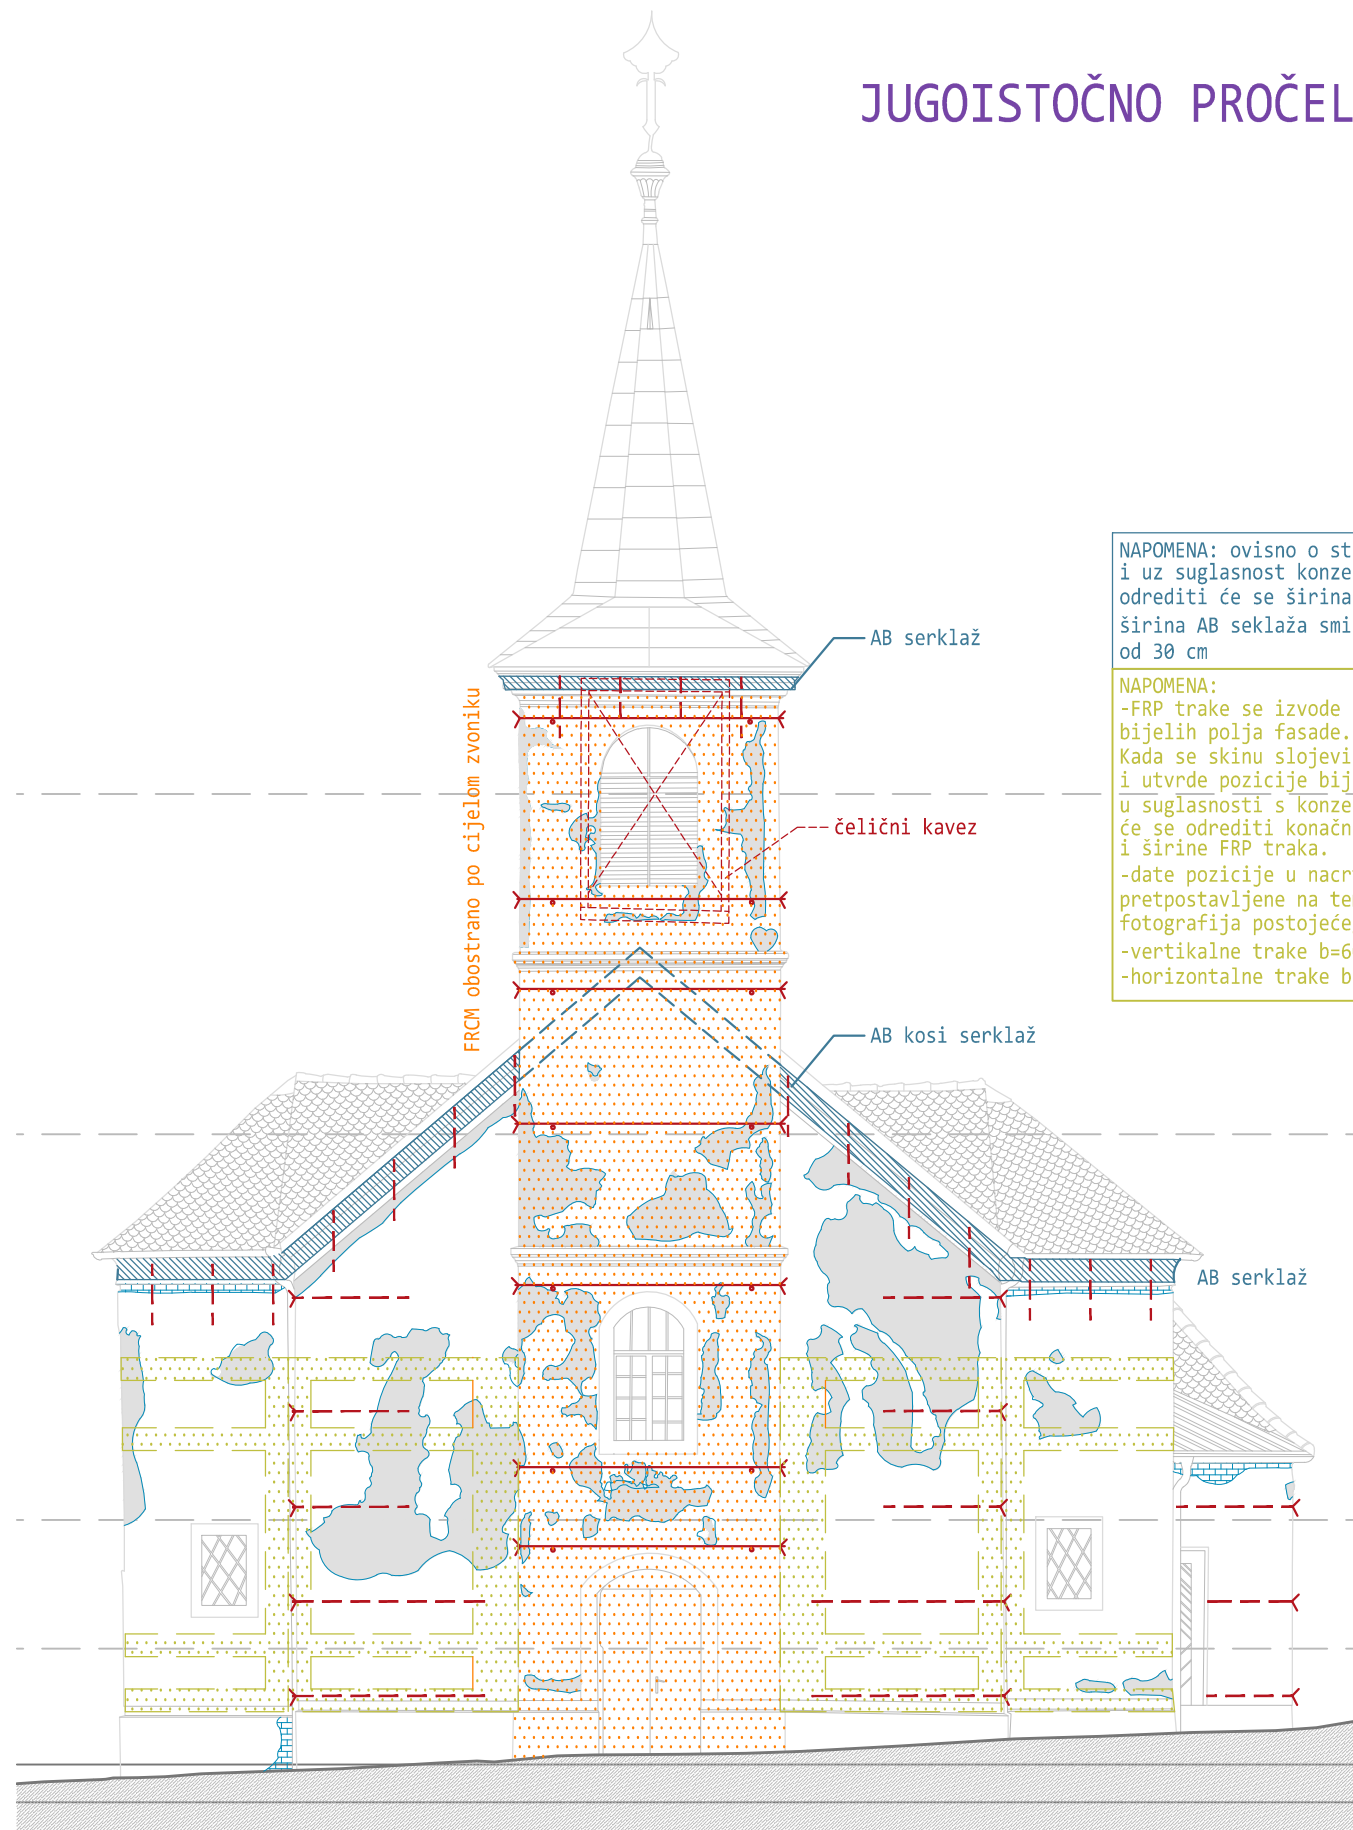 JUGOISTOČNO PROČEL
NAPOMENA: ovisno o st
i uz suglasnost konze
odrediti će se širina
širina AB seklaža smi
od 30 cm
NAPOMENA:
-FRP trake se izvode
bijelih polja fasade.
Kada se skinu slojevi
i utvrde pozicije bij
u suglasnosti s konze
će se odrediti konačn
i širine FRP traka.
-date pozicije u nacr
pretpostavljene na te
fotografija postojeće
-vertikalne trake b=6
-horizontalne trake b
AB serklaž
FRCM obostrano po cijelom zvoniku
čelični kavez
AB kosi serklaž
AB serklaž